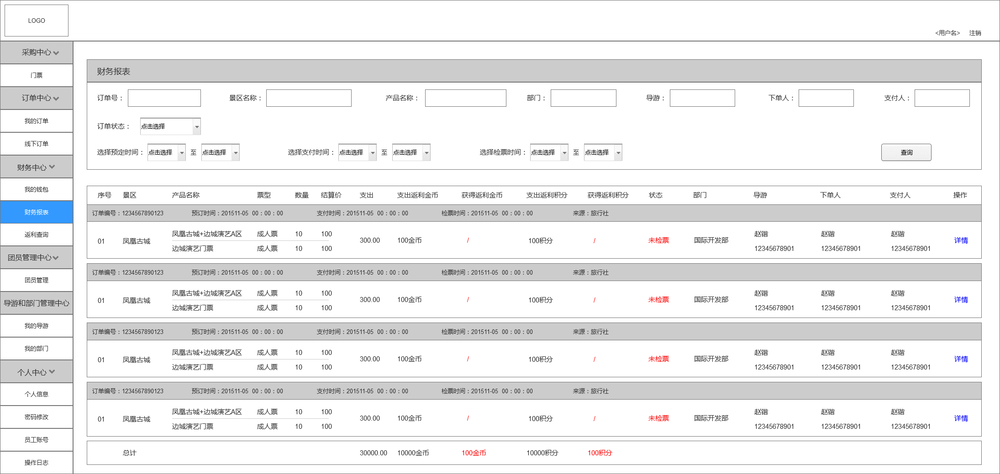 LOGO
<用户名> 注销
采购中心
门票
订单中心
我的订单
线下订单
财务中心
我的钱包
财务报表
返利查询
团员管理中心
团员管理
导游和部门管理中心
我的导游
我的部门
个人中心
个人信息
密码修改
员工账号
操作日志
财务报表
订单号： 景区名称： 产品名称： 部门： 导游： 下单人： 支付人：
订单状态： 点击选择
选择预定时间： 点击选择 至 点击选择 选择支付时间： 点击选择 至 点击选择 选择检票时间： 点击选择 至 点击选择 查询
序号 景区 产品名称 票型 数量 结算价 支出 支出返利金币 获得返利金币 支出返利积分 获得返利积分 状态 部门 导游 下单人 支付人 操作
订单编号：1234567890123 预订时间：201511-05 00：00：00 支付时间：201511-05 00：00：00 检票时间：201511-05 00：00：00 来源：旅行社
凤凰古城+边城演艺A区 成人票 10 100 赵锴 赵锴 赵锴
01 凤凰古城 300.00 100金币 / 100积分 / 未检票 国际开发部 详情
边城演艺门票 成人票 10 100 12345678901 12345678901 12345678901
订单编号：1234567890123 预订时间：201511-05 00：00：00 支付时间：201511-05 00：00：00 检票时间：201511-05 00：00：00 来源：旅行社
凤凰古城+边城演艺A区 成人票 10 100 赵锴 赵锴 赵锴
01 凤凰古城 300.00 100金币 / 100积分 / 未检票 国际开发部 详情
边城演艺门票 成人票 10 100 12345678901 12345678901 12345678901
订单编号：1234567890123 预订时间：201511-05 00：00：00 支付时间：201511-05 00：00：00 检票时间：201511-05 00：00：00 来源：旅行社
凤凰古城+边城演艺A区 成人票 10 100 赵锴 赵锴 赵锴
01 凤凰古城 300.00 100金币 / 100积分 / 未检票 国际开发部 详情
边城演艺门票 成人票 10 100 12345678901 12345678901 12345678901
订单编号：1234567890123 预订时间：201511-05 00：00：00 支付时间：201511-05 00：00：00 检票时间：201511-05 00：00：00 来源：旅行社
凤凰古城+边城演艺A区 成人票 10 100 赵锴 赵锴 赵锴
01 凤凰古城 300.00 100金币 / 100积分 / 未检票 国际开发部 详情
边城演艺门票 成人票 10 100 12345678901 12345678901 12345678901
总计 30000.00 10000金币 100金币 10000积分 100积分